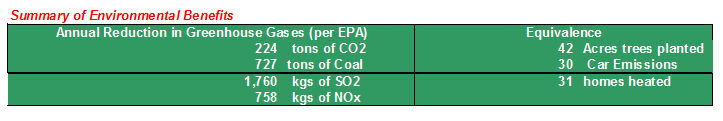 Summary of Environmental Benefits
Annual Reduction in Greenhouse Gases (per EPA) Equivalence
224 tons of CO2 42 Acres trees planted
727 tons of Coal 30 Car Emissions
1,760 kgs of SO2 31 homes heated
758 kgs of NOx